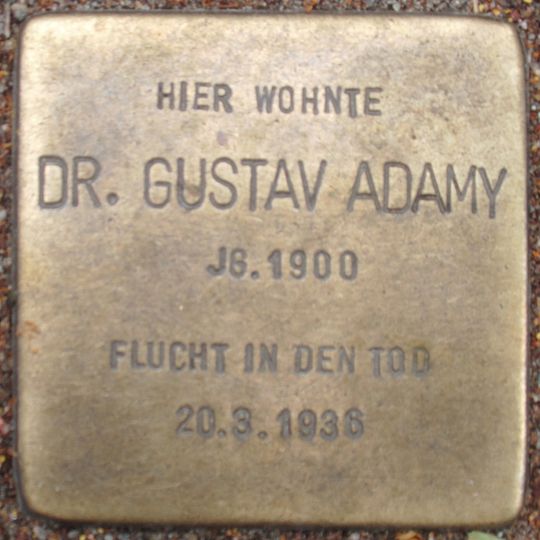 HIER WOHNTE
DR. GUSTAV ADAMY
JG.1900
FLUCHT IN DEN TOD
20.3.1936